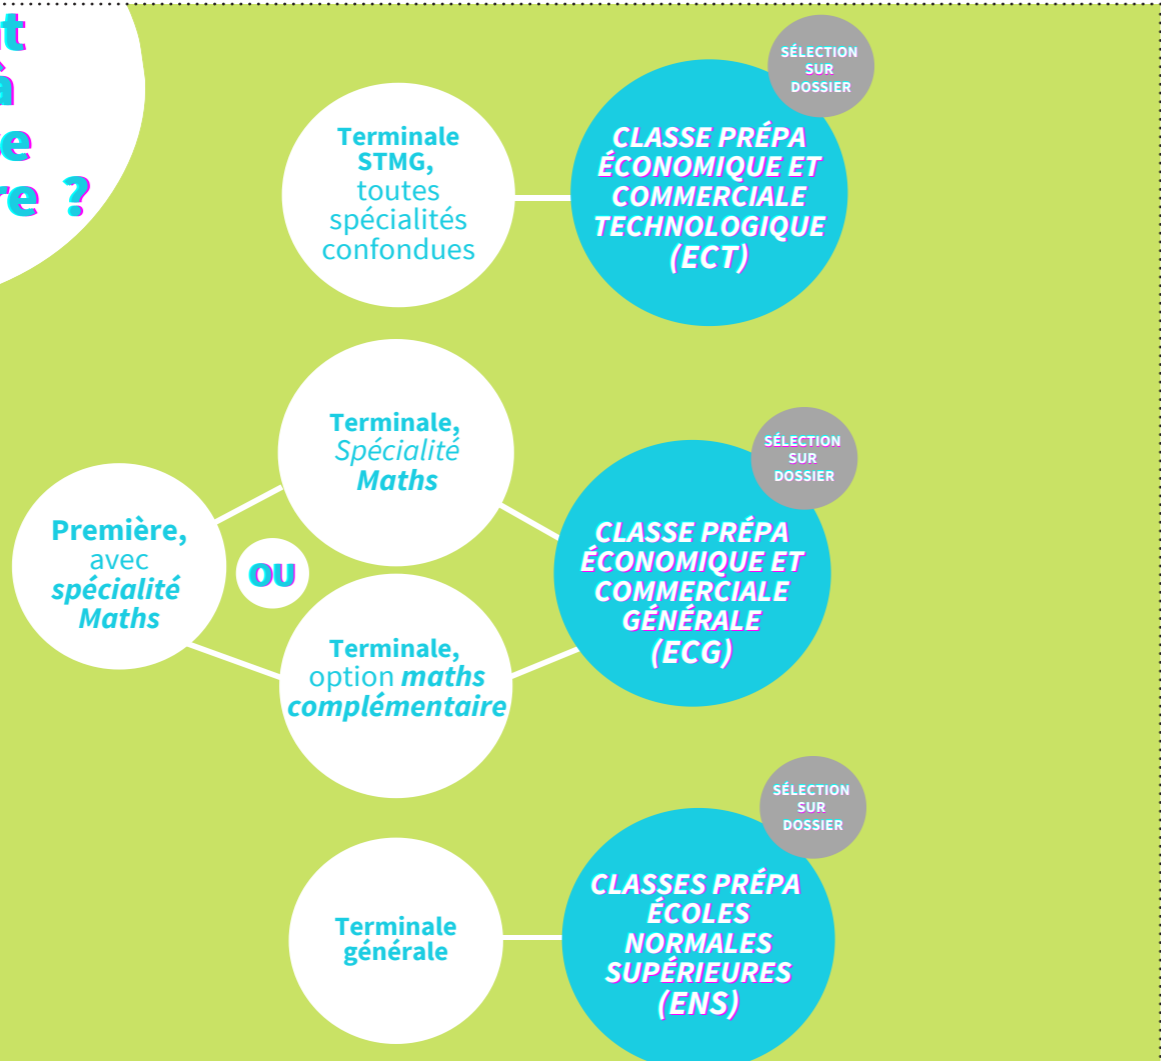 à
?
SÉLECTION
SUR
DOSSIER
Terminale
STMG,
toutes
spécialités
confondues
CLASSE PRÉPA
ÉCONOMIQUE ET
COMMERCIALE
TECHNOLOGIQUE
(ECT)
Première,
avec
spécialité
Maths
OU
Terminale,
Spécialité
Maths
Terminale,
option maths
complémentaire
SÉLECTION
SUR
DOSSIER
CLASSE PRÉPA
ÉCONOMIQUE ET
COMMERCIALE
GÉNÉRALE
(ECG)
Terminale
générale
SÉLECTION
SUR
DOSSIER
CLASSES PRÉPA
ÉCOLES
NORMALES
SUPÉRIEURES
(ENS)